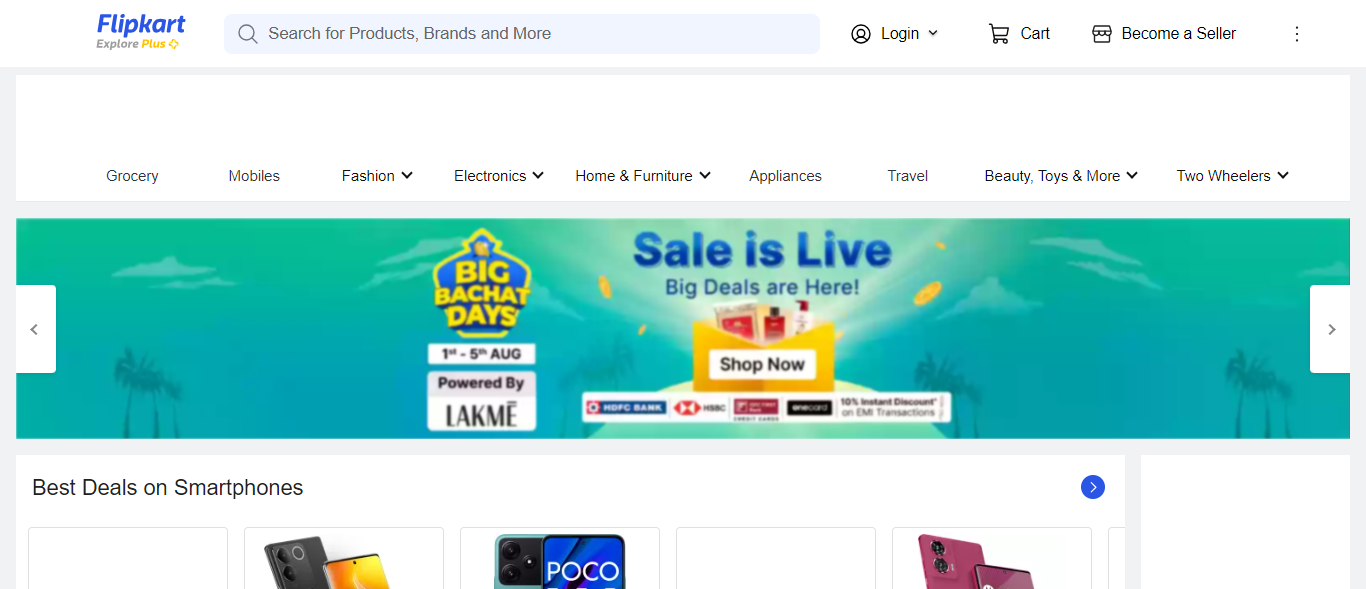 Flipkart
Explore Plus
Search for Products, Brands and More
Login
Cart
Become a Seller
Grocery
Mobiles
Fashion
Electronics
Home & Furniture
Appliances
Travel
Beauty, Toys & More
Two Wheelers
BIG
BACHAT
DAYS
1st - 5th AUG
Powered By
LAKMĒ
Sale is Live
Big Deals are Here!
Shop Now
HDFC BANK
HSBC
CREDIT CARDS
onecard
10% Instant Discount*
on EMI Transactions
Best Deals on Smartphones
POCO